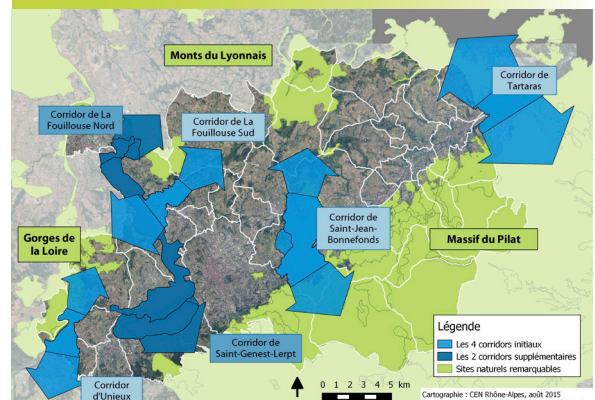 Monts du Lyonnais
Corridor de
Tartaras
Corridor de La
Fouillouse Nord
Corridor de La
Fouillouse Sud
Corridor de
Saint-Jean-
Bonnefonds
Gorges de
la Loire
Massif du Pilat
Corridor de
Saint-Genest-Lerpt
Corridor
d'Unieux
Légende
Les 4 corridors initiaux
Les 2 corridors supplémentaires
Sites naturels remarquables
0 1 2 3 4 5 km
Cartographie : CEN Rhône-Alpes, août 2015